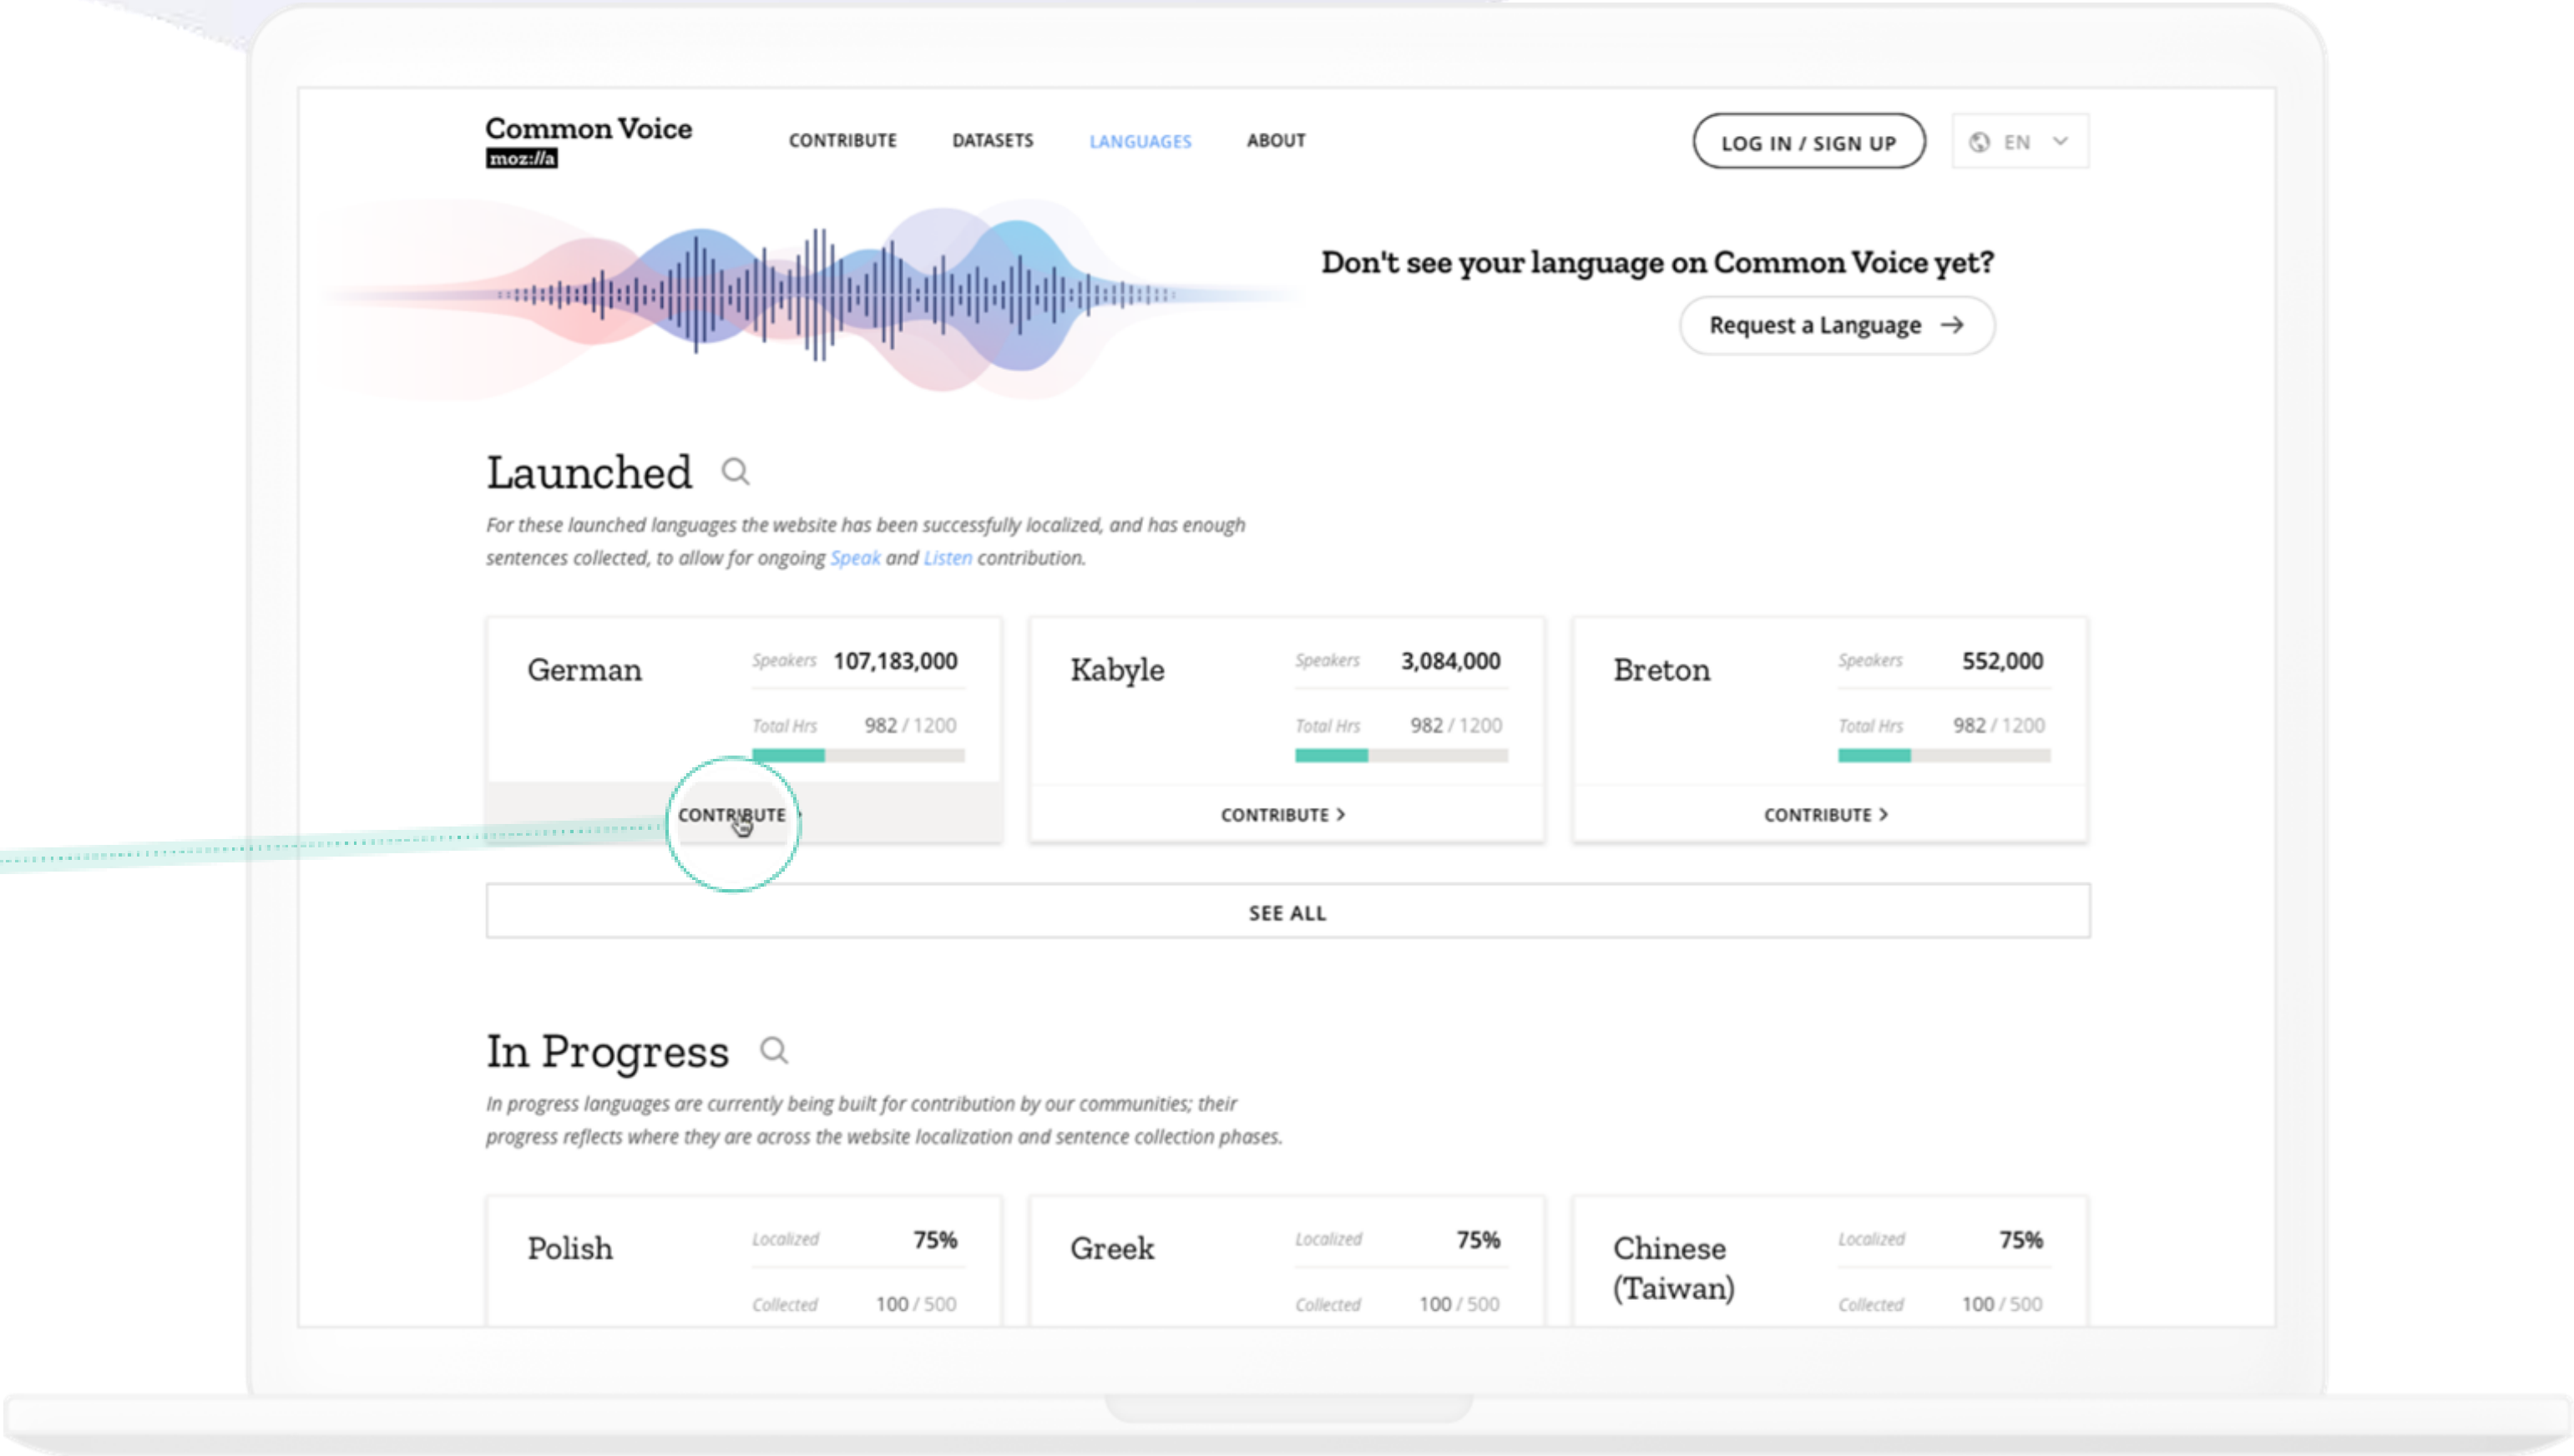 Common Voice
moz://a
CONTRIBUTE
DATASETS
LANGUAGES
ABOUT
LOG IN / SIGN UP
EN
Don't see your language on Common Voice yet?
Request a Language
Launched
For these launched languages the website has been successfully localized, and has enough
sentences collected, to allow for ongoing Speak and Listen contribution.
German
Speakers 107,183,000
Total Hrs 982 / 1200
CONTRIBUTE
Kabyle
Speakers 3,084,000
Total Hrs 982 / 1200
CONTRIBUTE >
Breton
Speakers 552,000
Total Hrs 982 / 1200
CONTRIBUTE >
SEE ALL
In Progress
In progress languages are currently being built for contribution by our communities; their
progress reflects where they are across the website localization and sentence collection phases.
Polish
Localized 75%
Collected 100 / 500
Greek
Localized 75%
Collected 100 / 500
Chinese
(Taiwan)
Localized 75%
Collected 100 / 500